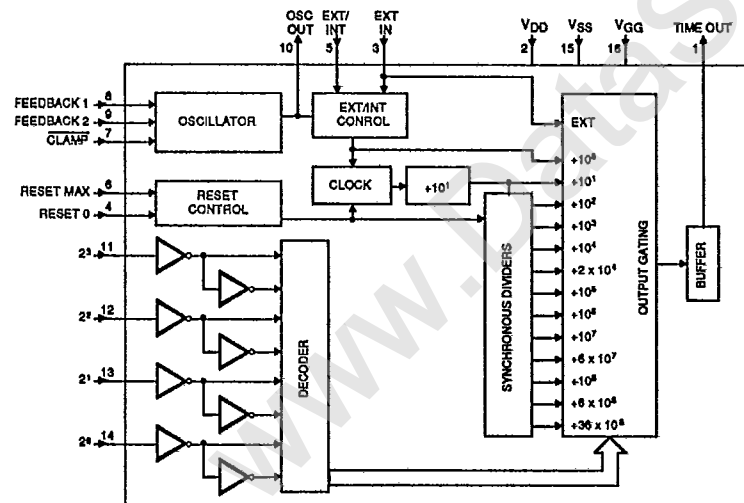 OSC OUT
EXT/ INT
EXT IN
VDD
VSS
VGG
TIME OUT
10
5
3
2
15
16
1
FEEDBACK 1
8
FEEDBACK 2
9
CLAMP
7
OSCILLATOR
EXT/INT CONROL
EXT
CLOCK
+10¹
RESET MAX
6
RESET 0
4
RESET CONTROL
+10⁰
+10¹
+10²
+10³
+10⁴
+2 x 10⁴
+10⁵
+10⁶
+10⁷
+6 x 10⁷
+10⁸
+6 x 10⁸
+36 x 10⁸
SYNCHRONOUS DIVIDERS
OUTPUT GATING
BUFFER
2³
11
2²
12
2¹
13
2⁰
14
DECODER
www.DataS